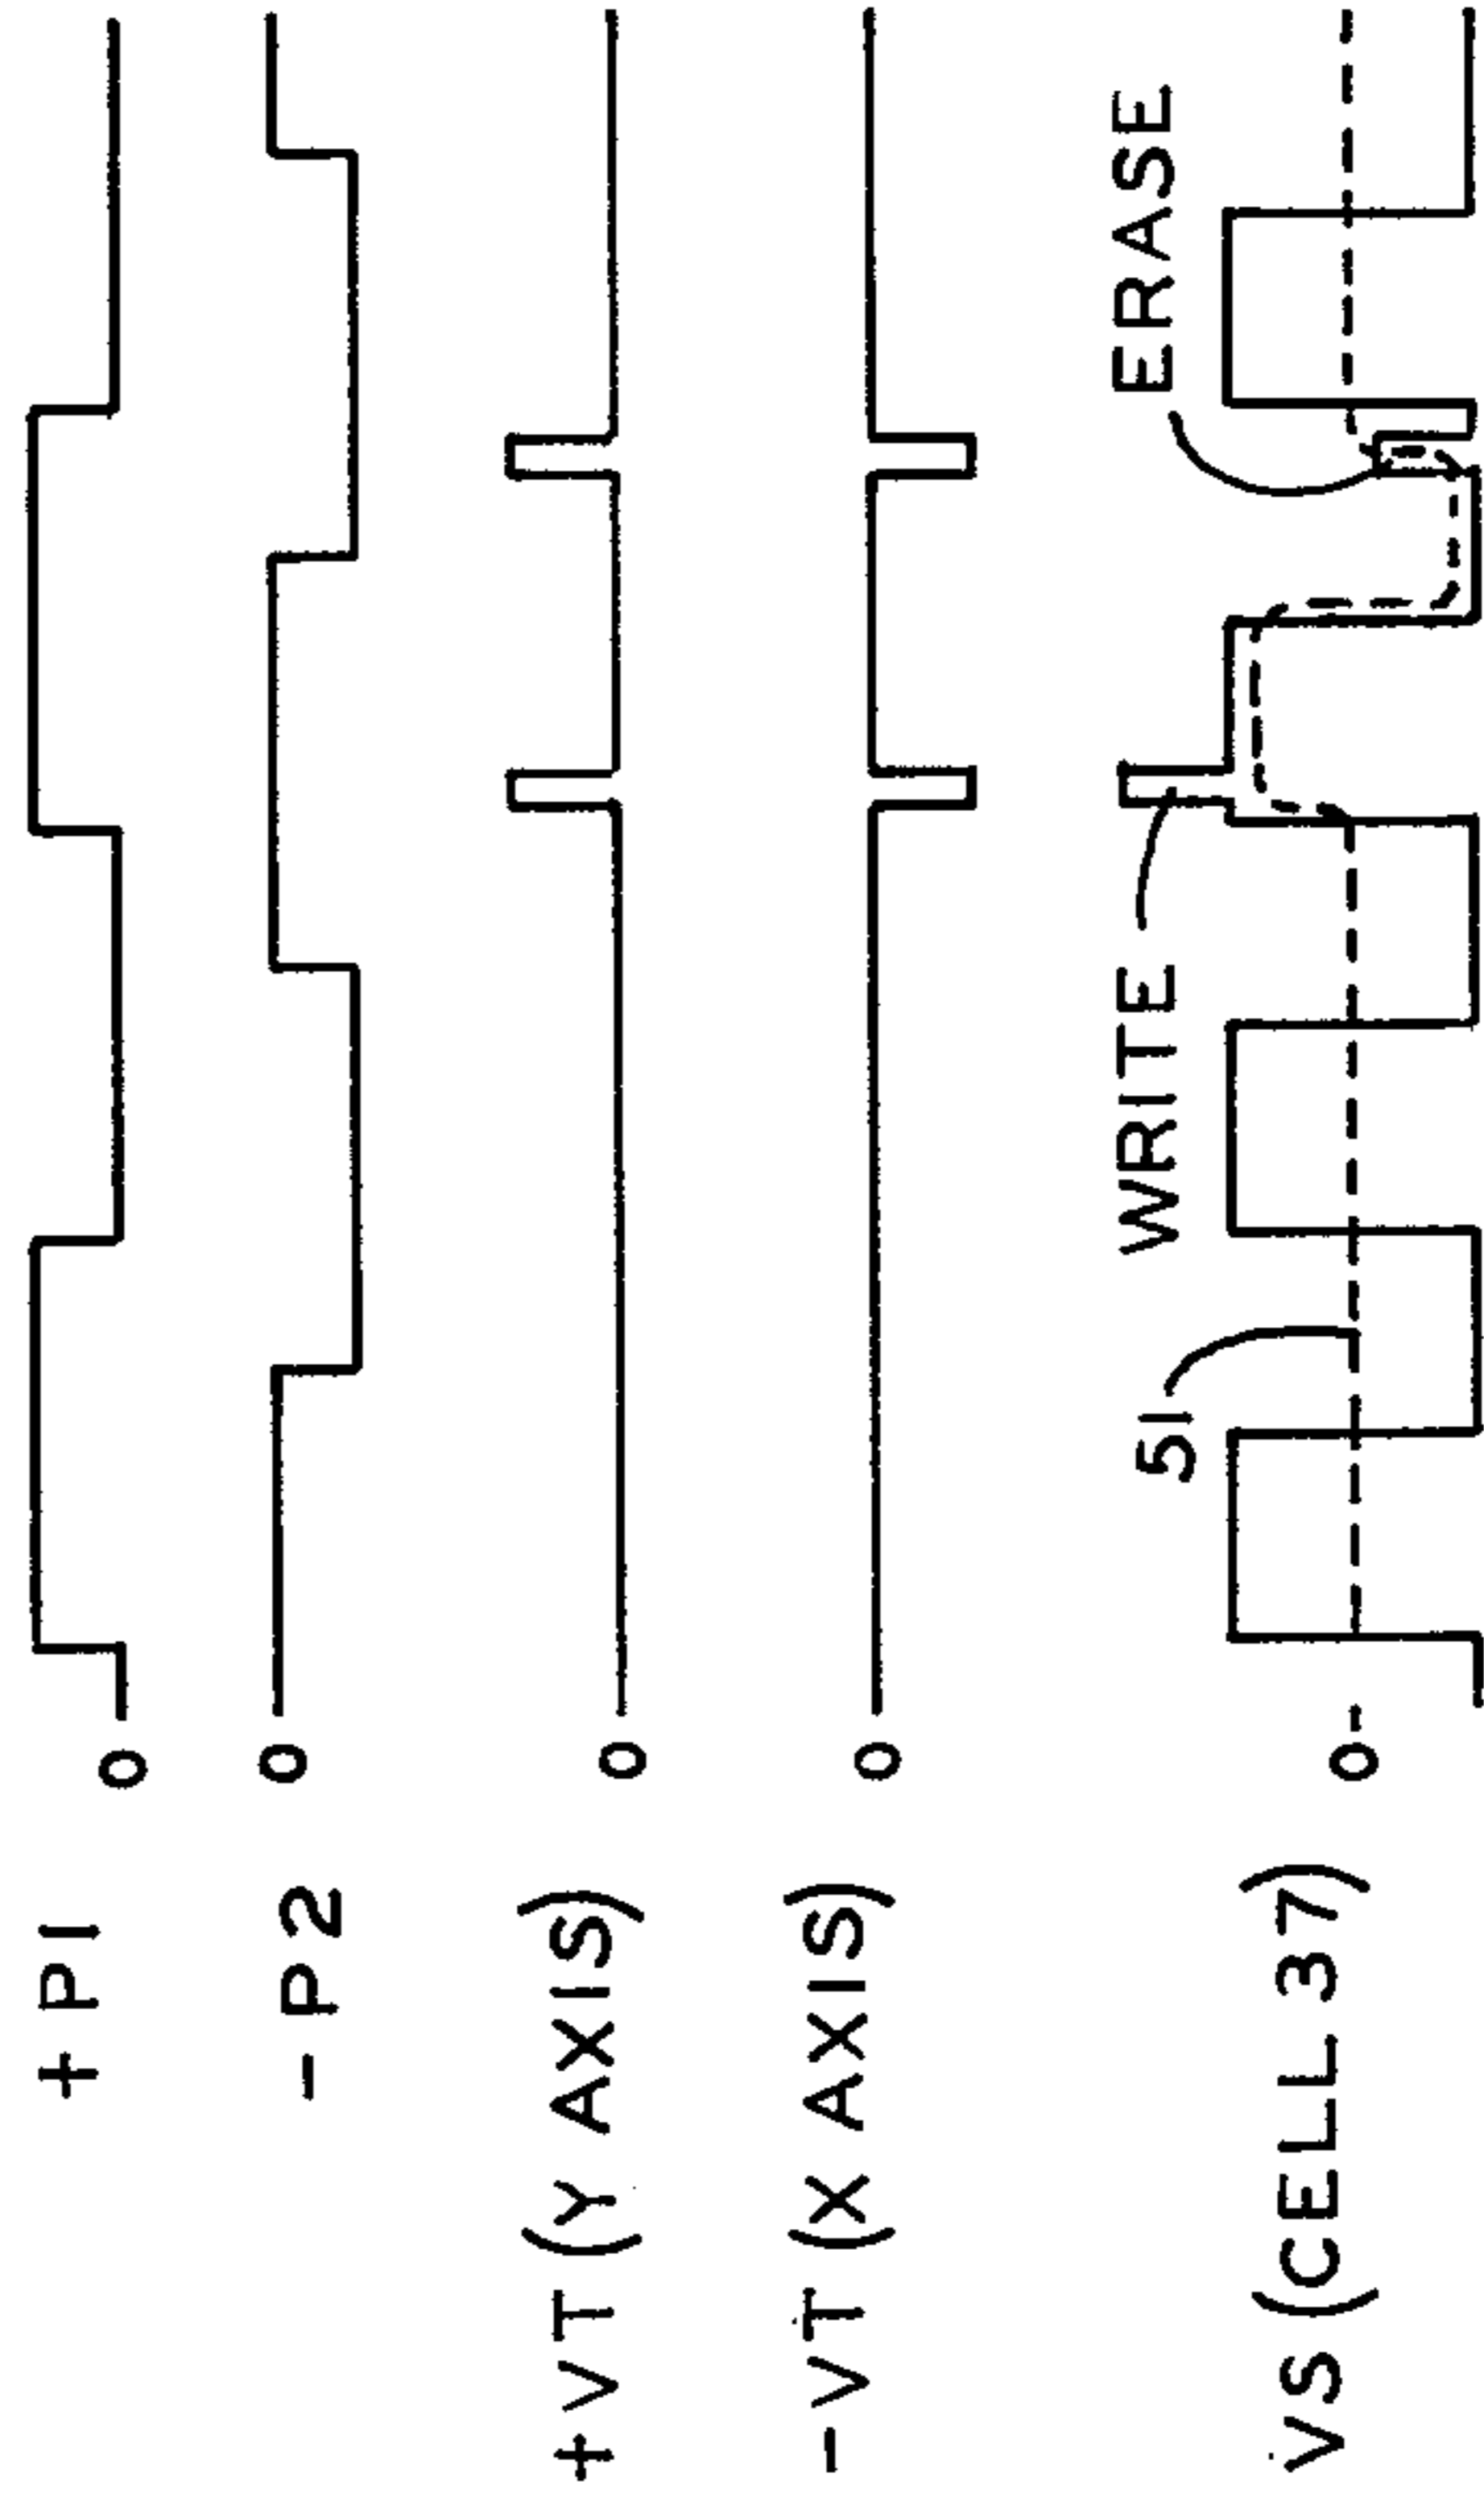 + P1
0
- P2
0
+ VT (Y AXIS)
0
- VT (X AXIS)
0
VS (CELL 37)
0
51
WRITE
ERASE